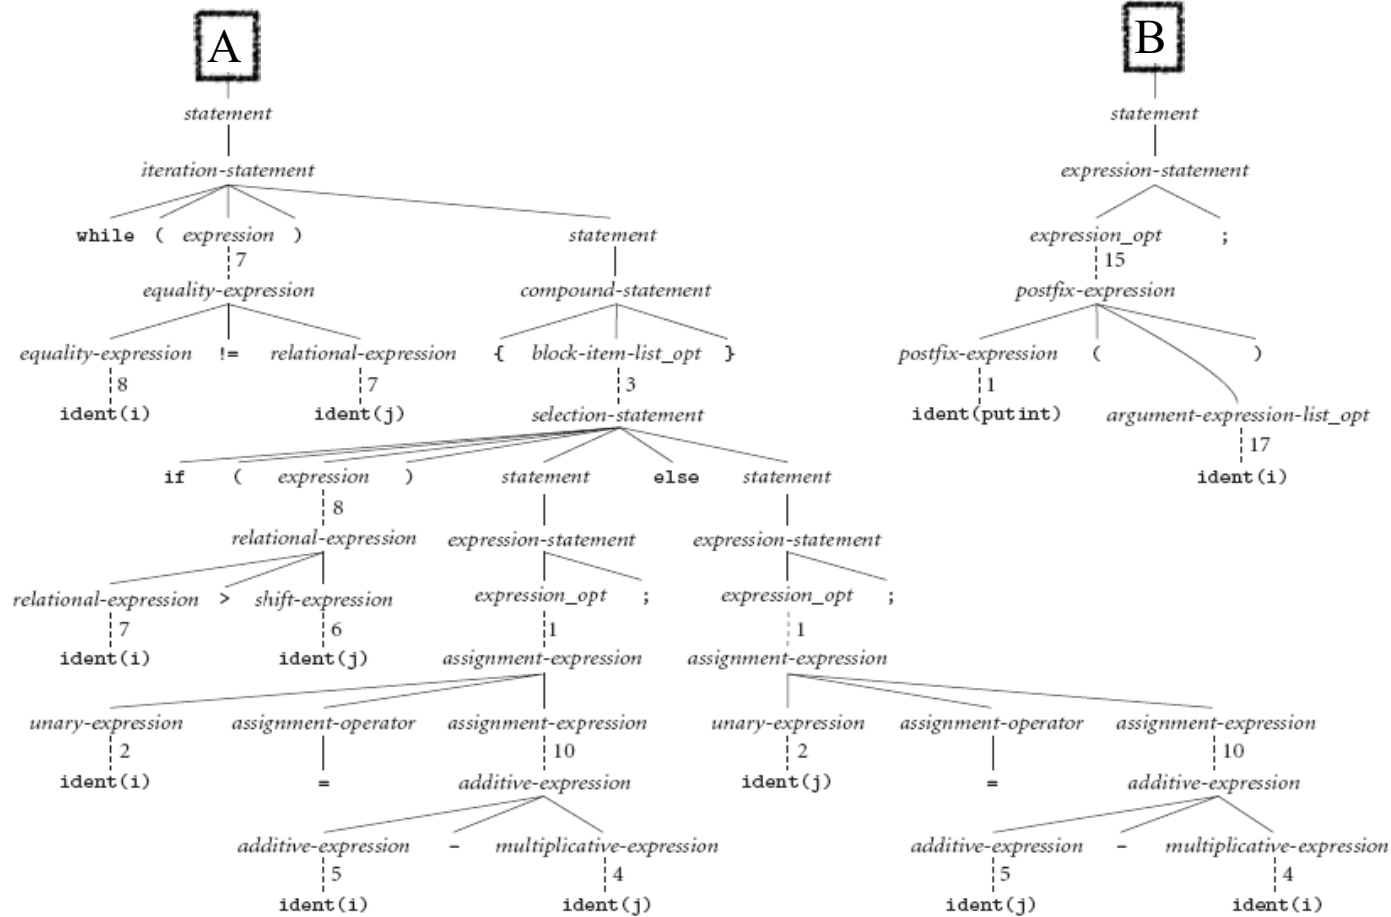 A B
statement statement
iteration-statement expression-statement
while ( expression ) statement expression_opt ;
7 15
equality-expression compound-statement postfix-expression
equality-expression != relational-expression { block-item-list_opt } postfix-expression ( )
8 7 3 1
ident(i) ident(j) selection-statement ident(putint) argument-expression-list_opt
17
if ( expression ) statement else statement ident(i)
8
relational-expression expression-statement expression-statement
relational-expression > shift-expression expression_opt ; expression_opt ;
7 6 1 1
ident(i) ident(j) assignment-expression assignment-expression
unary-expression assignment-operator assignment-expression unary-expression assignment-operator assignment-expression
2 10 2 10
ident(i) = additive-expression ident(j) = additive-expression
additive-expression - multiplicative-expression additive-expression - multiplicative-expression
5 4 5 4
ident(i) ident(j) ident(j) ident(i)